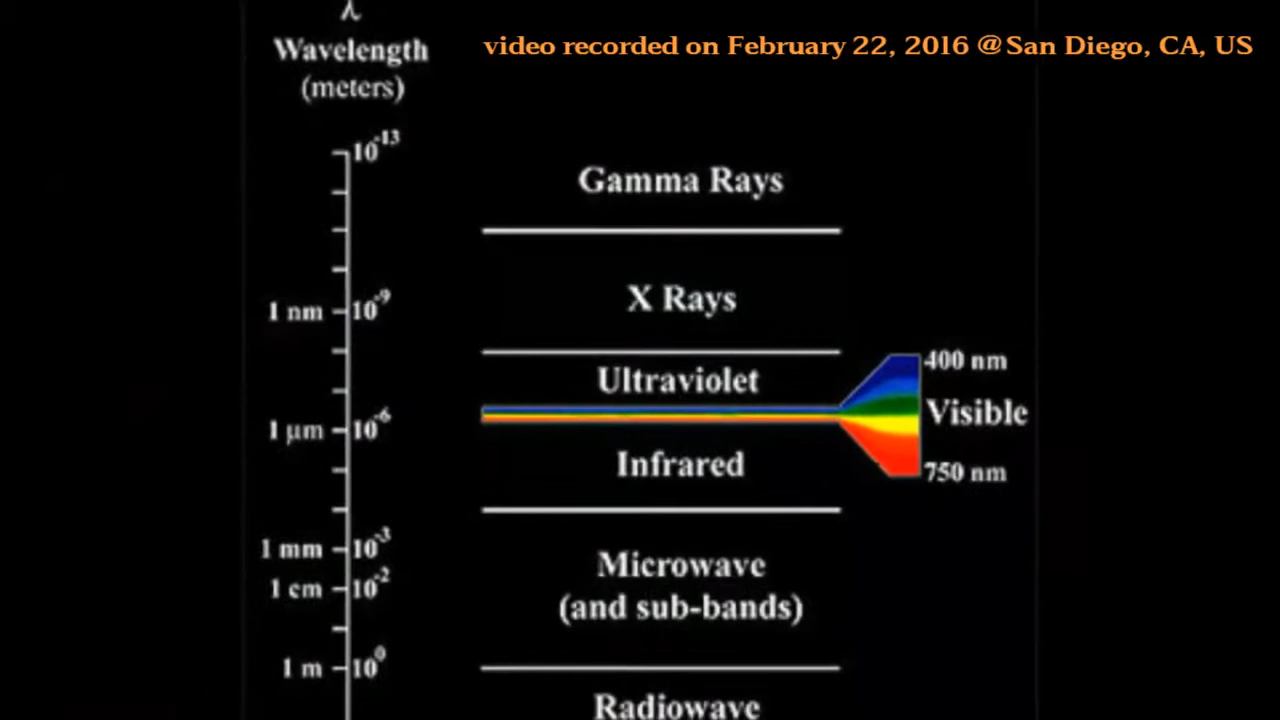 λ
Wavelength
(meters)
video recorded on February 22, 2016 @ San Diego, CA, US
10⁻¹³
Gamma Rays
1 nm 10⁻⁹
X Rays
Ultraviolet
400 nm
Visible
750 nm
1 μm 10⁻⁶
Infrared
1 mm 10⁻³
1 cm 10⁻²
Microwave
(and sub-bands)
1 m 10⁰
Radiowave